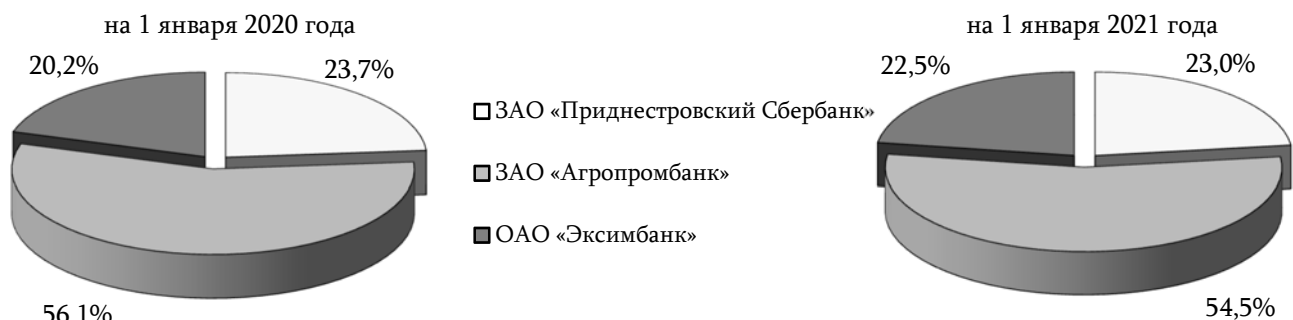 на 1 января 2020 года
20,2%
23,7%
56,1%
ЗАО «Приднестровский Сбербанк»
ЗАО «Агропромбанк»
ОАО «Эксимбанк»
на 1 января 2021 года
22,5%
23,0%
54,5%